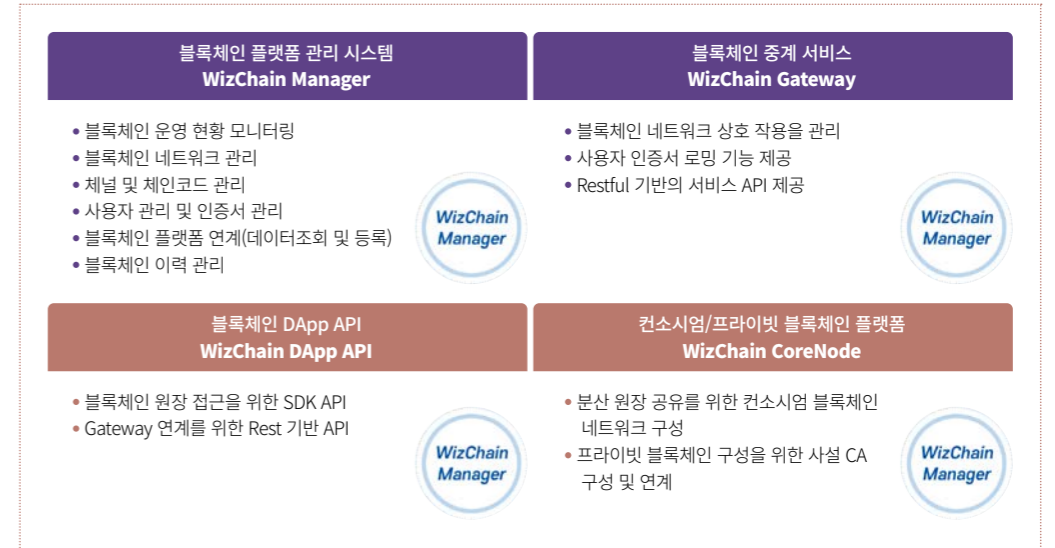 블록체인 플랫폼 관리 시스템
WizChain Manager
• 블록체인 운영 현황 모니터링
• 블록체인 네트워크 관리
• 채널 및 체인코드 관리
• 사용자 관리 및 인증서 관리
• 블록체인 플랫폼 연계(데이터조회 및 등록)
• 블록체인 이력 관리
WizChain
Manager
블록체인 중계 서비스
WizChain Gateway
• 블록체인 네트워크 상호 작용을 관리
• 사용자 인증서 로밍 기능 제공
• Restful 기반의 서비스 API 제공
WizChain
Manager
블록체인 DApp API
WizChain DApp API
• 블록체인 원장 접근을 위한 SDK API
• Gateway 연계를 위한 Rest 기반 API
WizChain
Manager
컨소시엄/프라이빗 블록체인 플랫폼
WizChain CoreNode
• 분산 원장 공유를 위한 컨소시엄 블록체인
네트워크 구성
• 프라이빗 블록체인 구성을 위한 사설 CA
구성 및 연계
WizChain
Manager